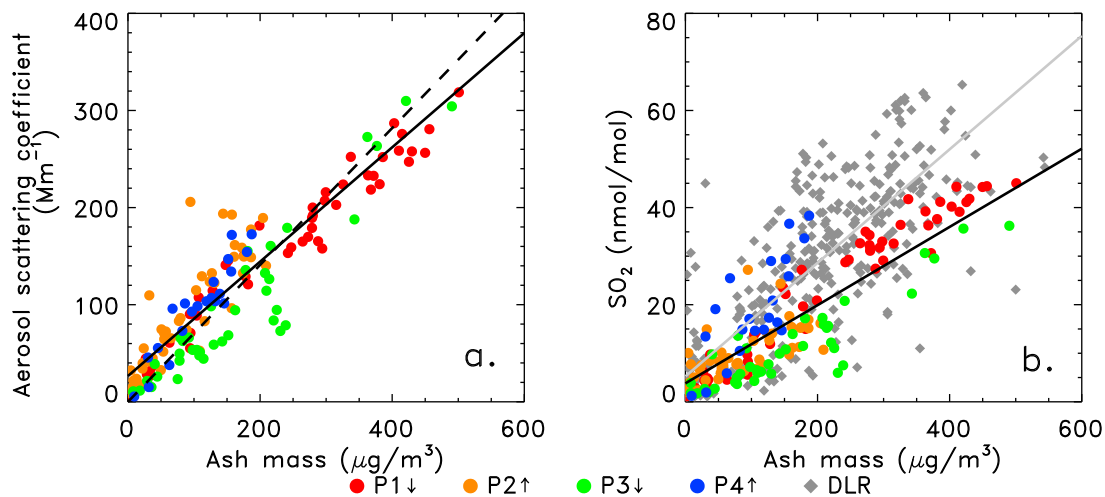 400
300
200
100
0
Aerosol scattering coefficient
(Mm⁻¹)
a.
0 200 400 600
Ash mass (μg/m³)
80
60
40
20
0
SO₂ (nmol/mol)
b.
0 200 400 600
Ash mass (μg/m³)
P1↓ P2↑ P3↓ P4↑ DLR